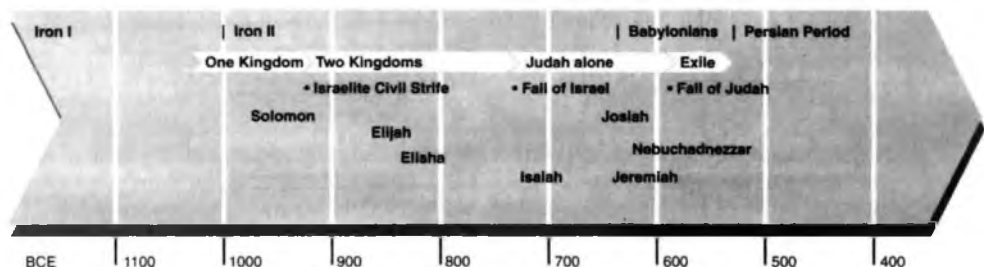 Iron I | Iron II | Babylonians | Persian Period
One Kingdom Two Kingdoms Judah alone Exile
• Israelite Civil Strife • Fall of Israel • Fall of Judah
Solomon Josiah
Elijah
Nebuchadnezzar
Elisha
Isaiah Jeremiah
BCE 1100 1000 900 800 700 600 500 400